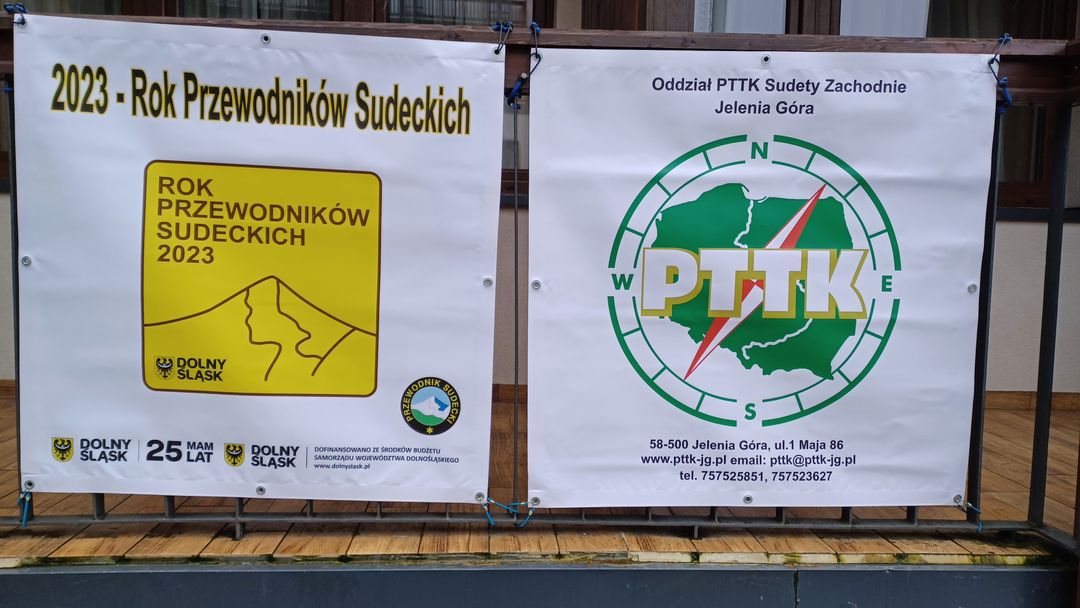 2023 - Rok Przewodników Sudeckich
ROK
PRZEWODNIKÓW
SUDECKICH
2023
DOLNY
ŚLĄSK
PRZEWODNIK SUDECKI
DOLNY
ŚLĄSK
25 MAM
LAT
DOLNY
ŚLĄSK
DOFINANSOWANO ZE ŚRODKÓW BUDŻETU
SAMORZĄDU WOJEWÓDZTWA DOLNOŚLĄSKIEGO
www.dolnyslask.pl
Oddział PTTK Sudety Zachodnie
Jelenia Góra
N
W
PTTK
E
S
58-500 Jelenia Góra, ul.1 Maja 86
www.pttk-jg.pl email: pttk@pttk-jg.pl
tel. 757525851, 757523627